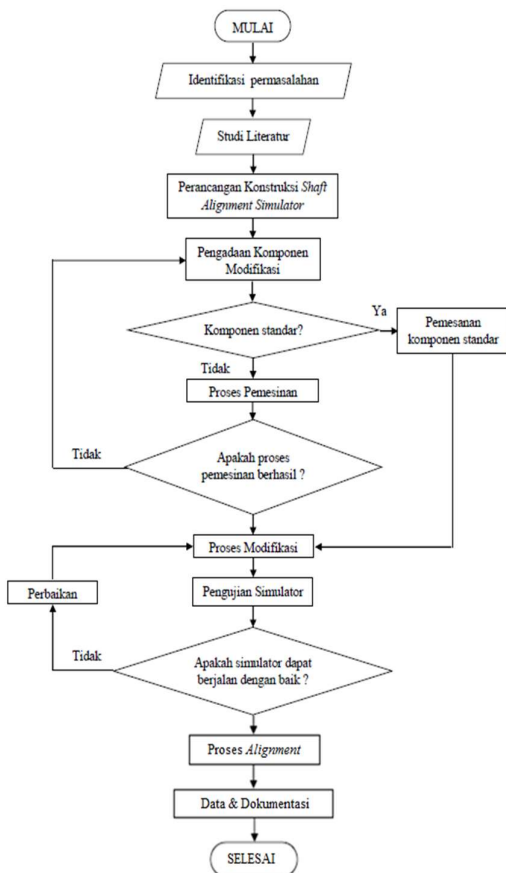 MULAI
Identifikasi permasalahan
Studi Literatur
Perancangan Konstruksi Shaft
Alignment Simulator
Pengadaan Komponen
Modifikasi
Komponen standar?
Ya
Pemesanan
komponen standar
Tidak
Proses Pemesinan
Apakah proses
pemesinan berhasil ?
Tidak
Proses Modifikasi
Perbaikan
Pengujian Simulator
Tidak
Apakah simulator dapat
berjalan dengan baik ?
Proses Alignment
Data & Dokumentasi
SELESAI